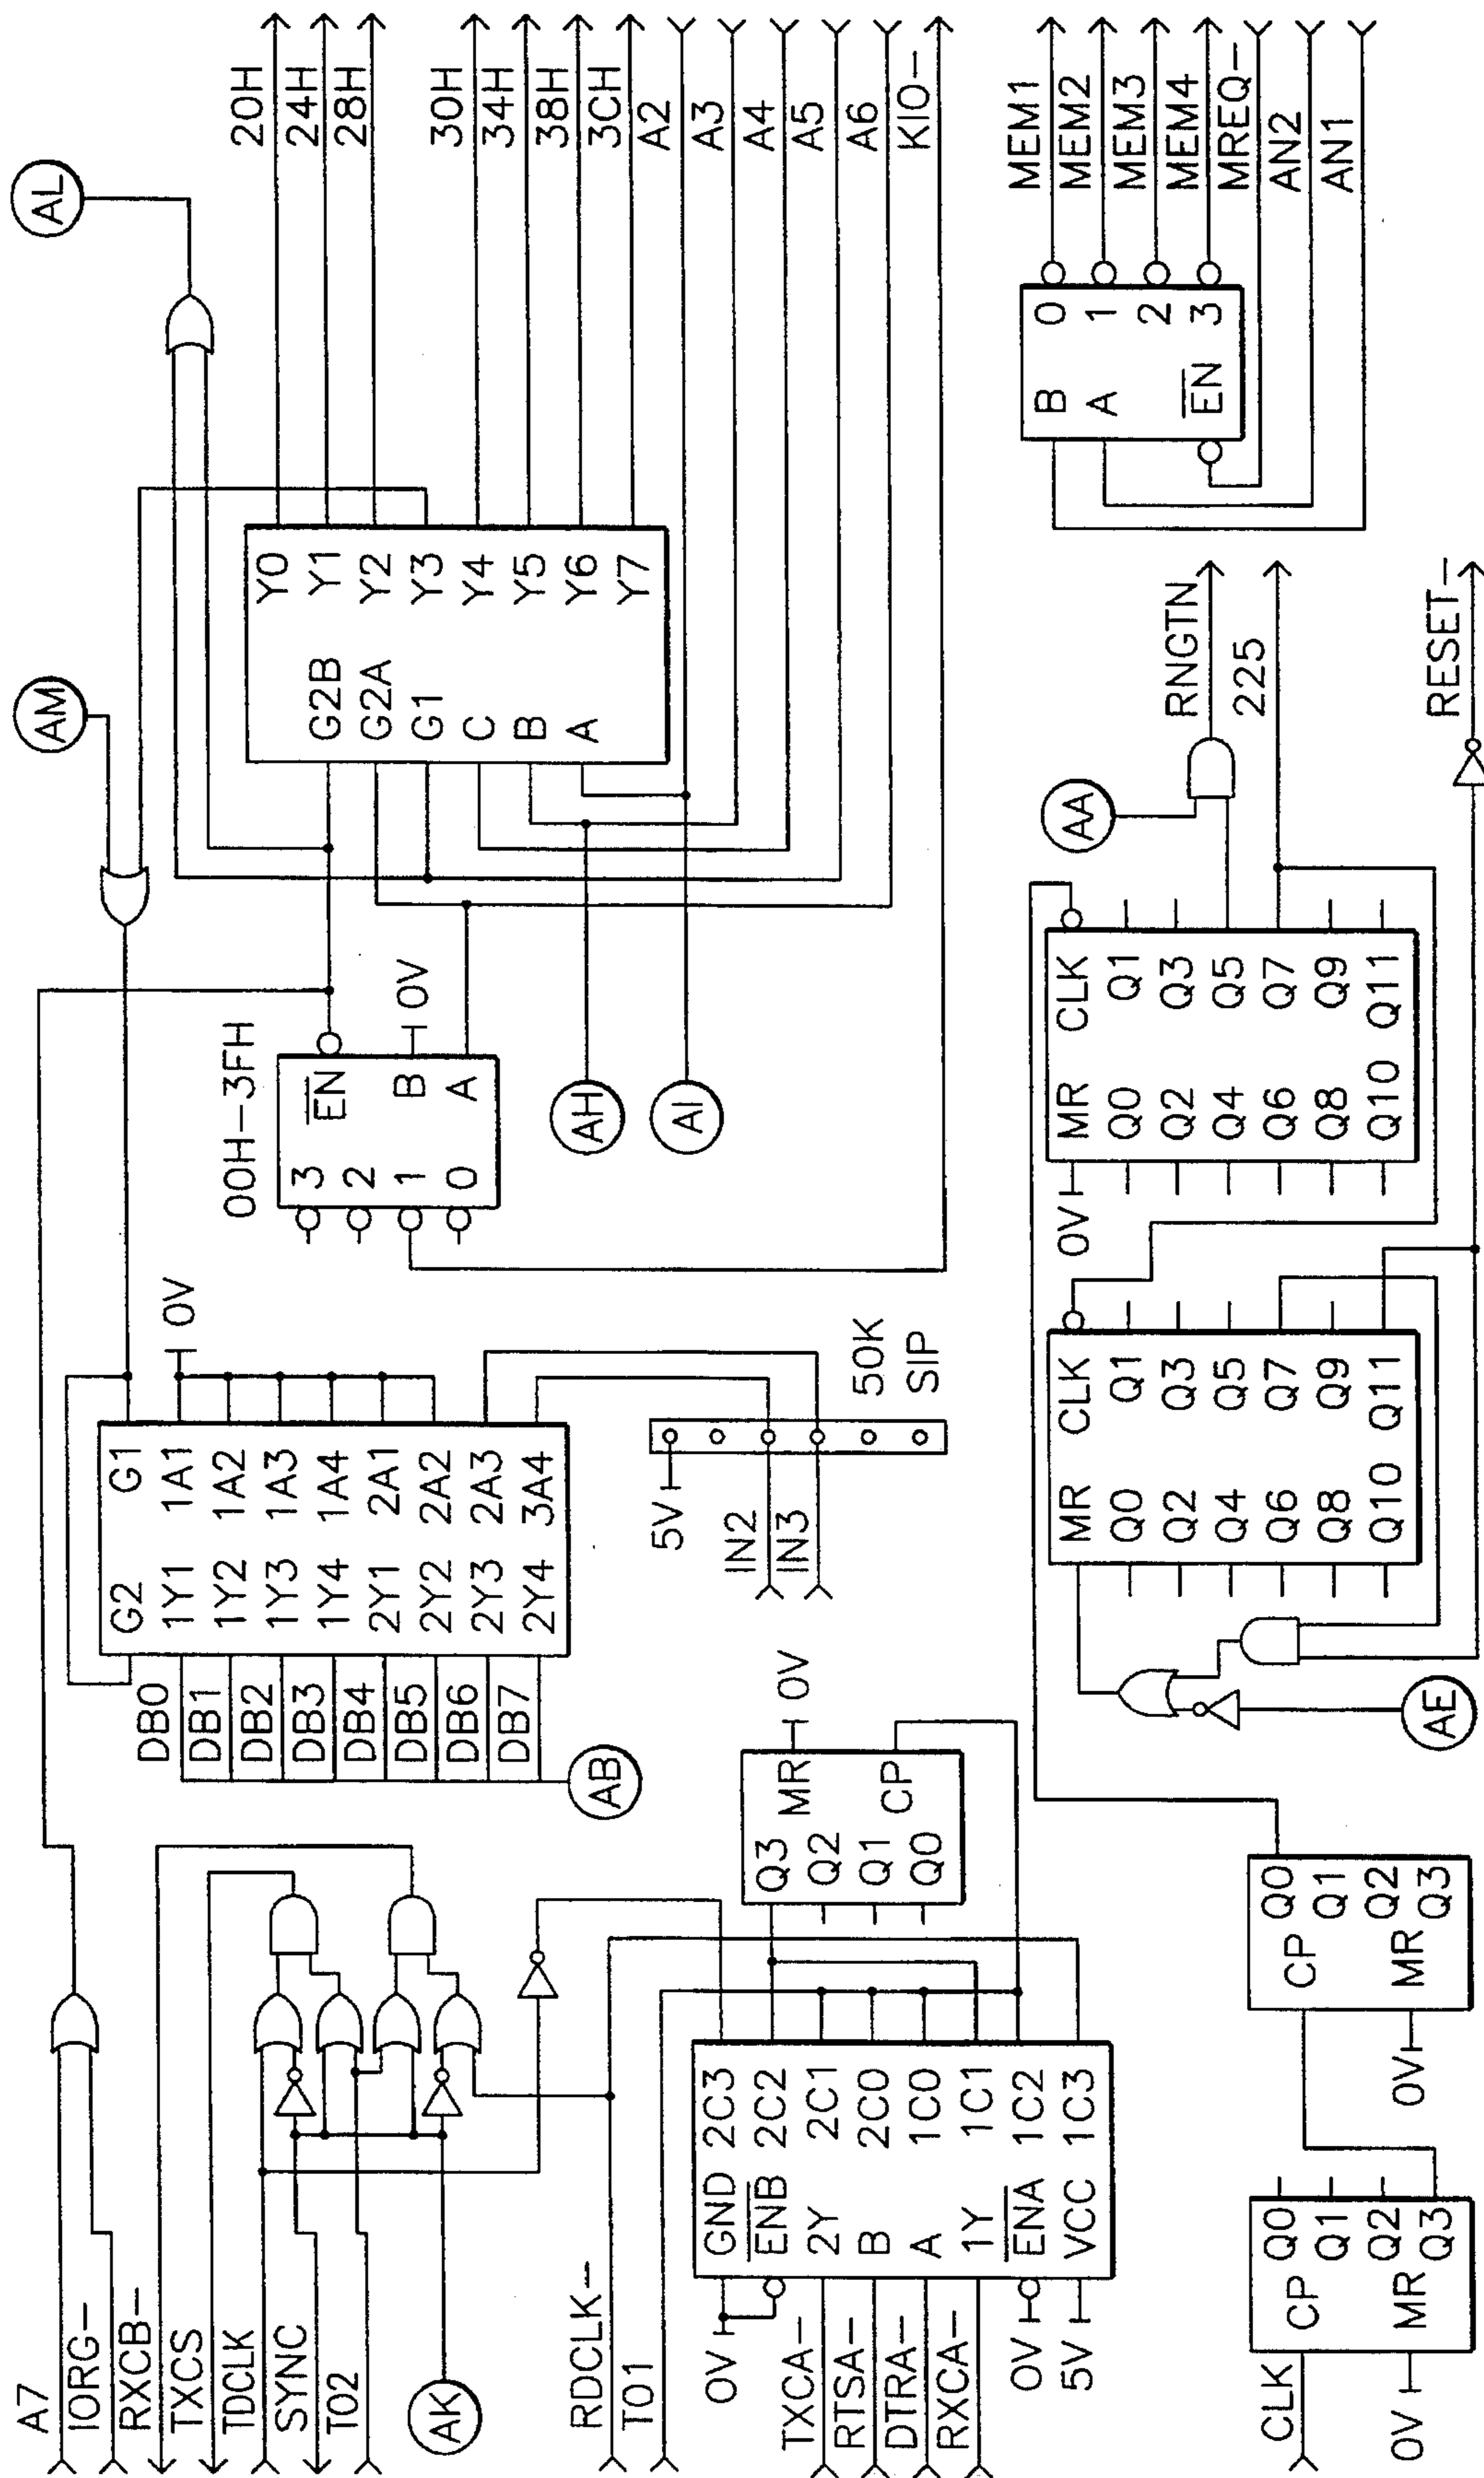 A7
IORG-
RXCB-
TXCS
TDCLK
SYNC
TO2
AK
RDCLK-
TO1
0V
TXCA-
RTSA-
DTRA-
RXCA-
0V
5V
GND 2C3
ENB 2C2
2Y 2C1
B 2C0
A 1C0
1Y 1C1
ENA 1C2
VCC 1C3
Q3 MR 0V
Q2
Q1 CP
Q0
CLK
0V
CP Q0
Q1
Q2
MR Q3
0V
CP Q0
Q1
Q2
MR Q3
G2 G1
1Y1 1A1
1Y2 1A2
1Y3 1A3
1Y4 1A4
2Y1 2A1
2Y2 2A2
2Y3 2A3
2Y4 3A4
0V
DB0
DB1
DB2
DB3
DB4
DB5
DB6
DB7
AB
5V
IN2
IN3
50K
SIP
00H-3FH
3 EN
2
1 B 0V
0 A
AH
AI
AM
AL
G2B
G2A
G1
C
B
A
Y0
Y1
Y2
Y3
Y4
Y5
Y6
Y7
20H
24H
28H
30H
34H
38H
3CH
A2
A3
A4
A5
A6
KIO-
AE
MR CLK
Q0 Q1
Q2 Q3
Q4 Q5
Q6 Q7
Q8 Q9
Q10 Q11
0V
MR CLK
Q0 Q1
Q2 Q3
Q4 Q5
Q6 Q7
Q8 Q9
Q10 Q11
AA
RNGTN
225
RESET-
B 0
A 1
2
EN 3
MEM1
MEM2
MEM3
MEM4
MREQ-
AN2
AN1